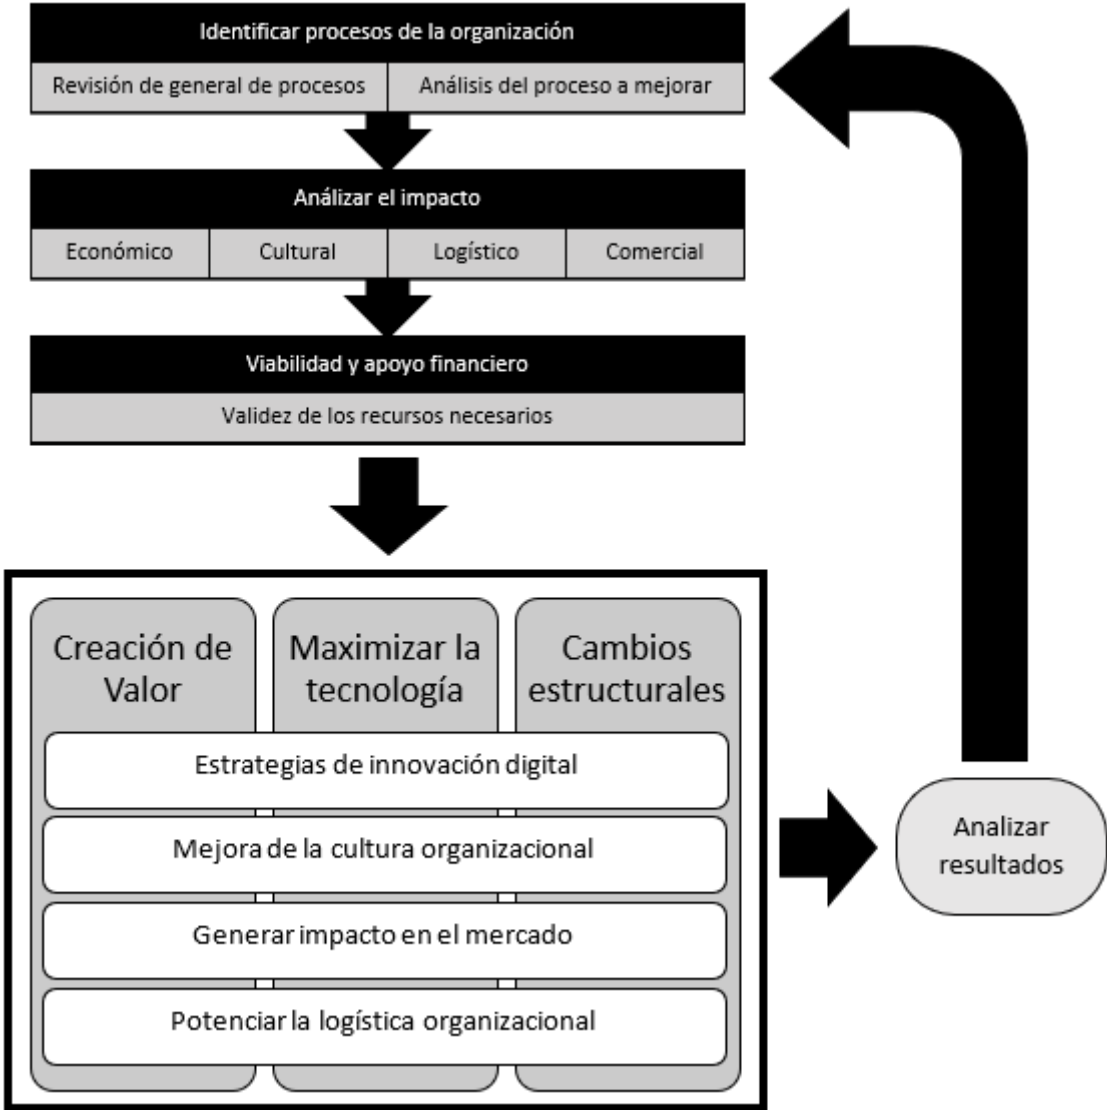 Identificar procesos de la organización
Revisión de general de procesos
Análisis del proceso a mejorar
Análizar el impacto
Económico
Cultural
Logístico
Comercial
Viabilidad y apoyo financiero
Validez de los recursos necesarios
Creación de
Valor
Maximizar la
tecnología
Cambios
estructurales
Estrategias de innovación digital
Mejora de la cultura organizacional
Generar impacto en el mercado
Potenciar la logística organizacional
Analizar
resultados